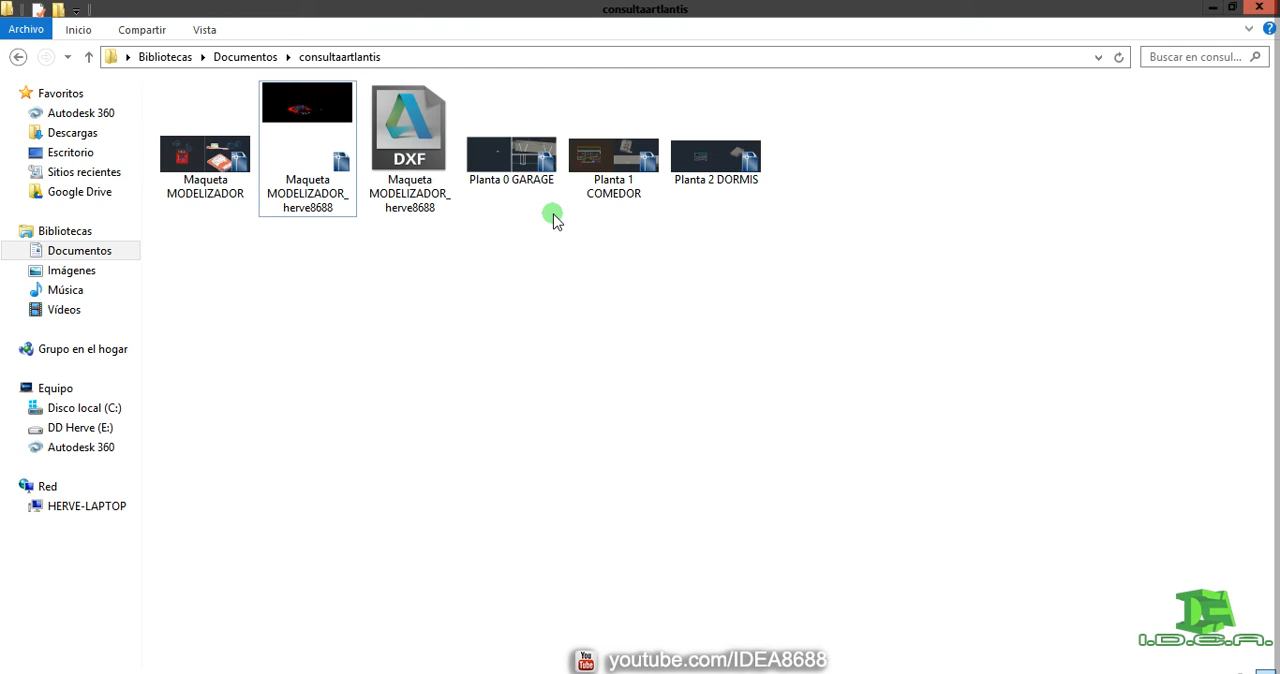 consultaartlantis
Archivo
Inicio
Compartir
Vista
Bibliotecas
Documentos
consultaartlantis
Buscar en consul...
Favoritos
Autodesk 360
Descargas
Escritorio
Sitios recientes
Google Drive
Bibliotecas
Documentos
Imágenes
Música
Vídeos
Grupo en el hogar
Equipo
Disco local (C:)
DD Herve (E:)
Autodesk 360
Red
HERVE-LAPTOP
Maqueta
MODELIZADOR
Maqueta
MODELIZADOR_
herve8688
DXF
Maqueta
MODELIZADOR_
herve8688
Planta 0 GARAGE
Planta 1
COMEDOR
Planta 2 DORMIS
I.D.E.A.
You
Tube
youtube.com/IDEA8688